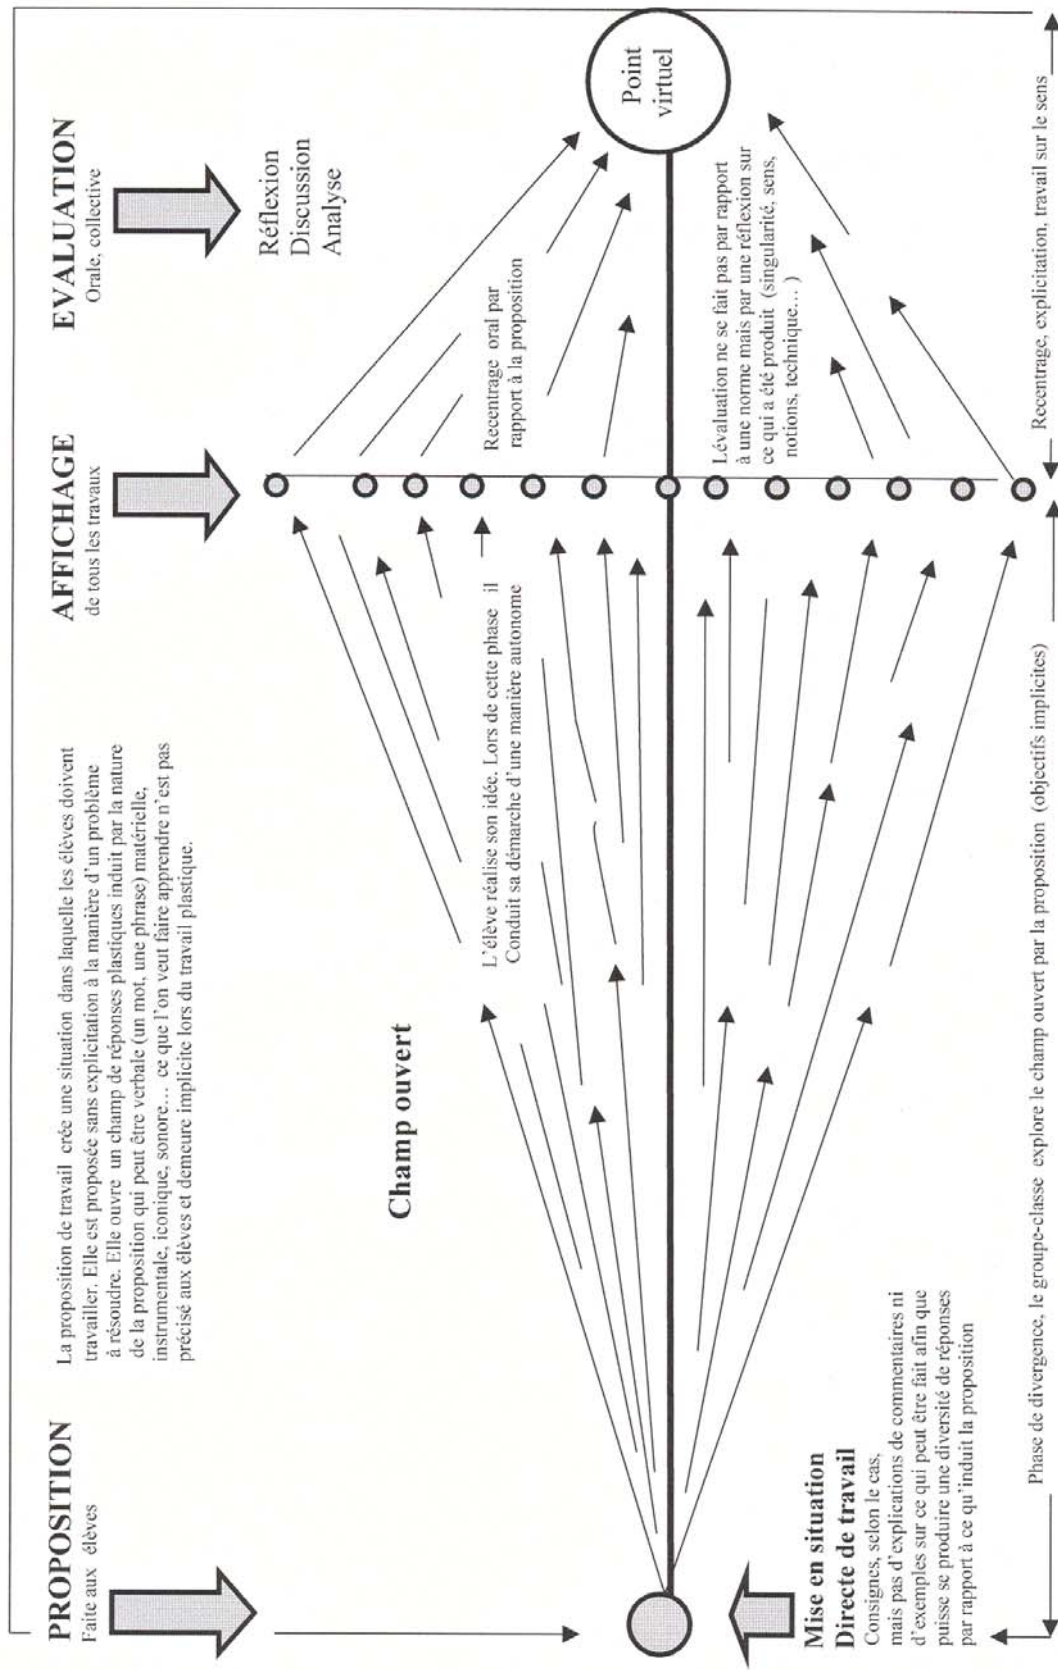 PROPOSITION
Faite aux élèves
La proposition de travail crée une situation dans laquelle les élèves doivent
travailler. Elle est proposée sans explicitation à la manière d'un problème
à résoudre. Elle ouvre un champ de réponses plastiques induit par la nature
de la proposition qui peut être verbale (un mot, une phrase) matérielle,
instrumentale, iconique, sonore… ce que l'on veut faire apprendre n'est pas
précisé aux élèves et demeure implicite lors du travail plastique.
AFFICHAGE
de tous les travaux
EVALUATION
Orale, collective
Réflexion
Discussion
Analyse
Champ ouvert
L'élève réalise son idée. Lors de cette phase il
Conduit sa démarche d'une manière autonome
Recentrage oral par
rapport à la proposition
Point
virtuel
Lévaluation ne se fait pas par rapport
à une norme mais par une réflexion sur
ce qui a été produit (singularité, sens,
notions, technique… )
Mise en situation
Directe de travail
Consignes, selon le cas,
mais pas d'explications de commentaires ni
d'exemples sur ce qui peut être fait afin que
puisse se produire une diversité de réponses
par rapport à ce qu'induit la proposition
Phase de divergence, le groupe-classe explore le champ ouvert par la proposition (objectifs implicites)
Recentrage, explicitation, travail sur le sens